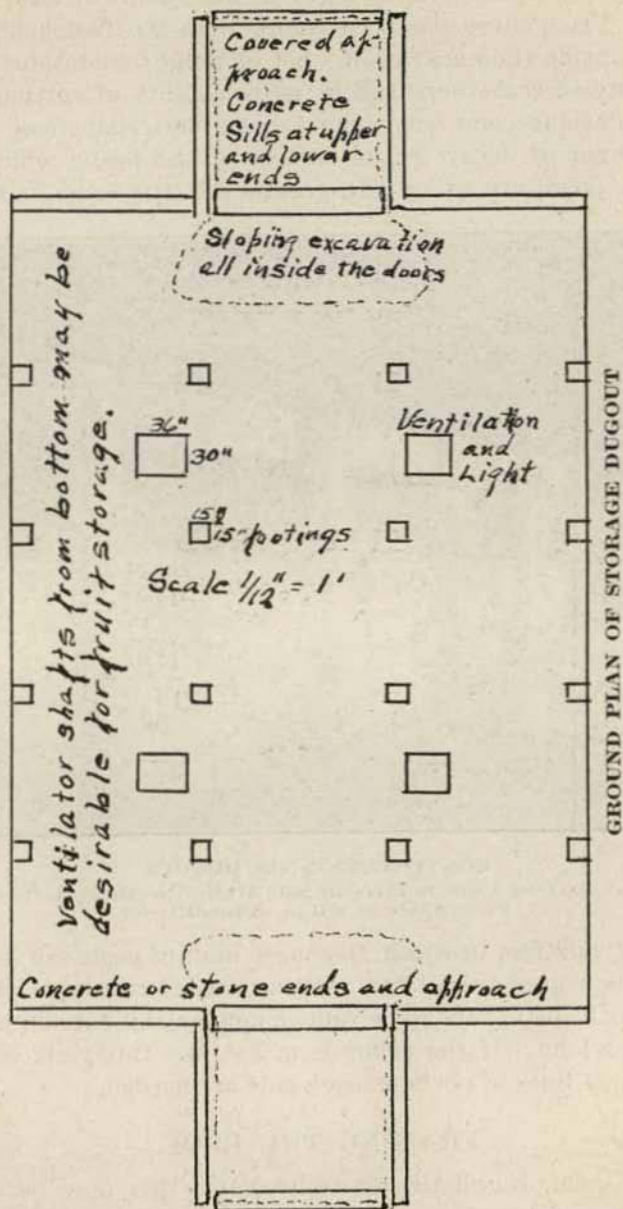 Covered ap
proach.
Concrete
Sills at upper
and lowar
ends
Sloping excavation
all inside the doors
Ventilator shafts from bottom may be
desirable for fruit storage.
36"
30"
Ventilation
and
Light
15"
15-footings
Scale 1/12" = 1'
GROUND PLAN OF STORAGE DUGOUT
Concrete or stone ends and approach